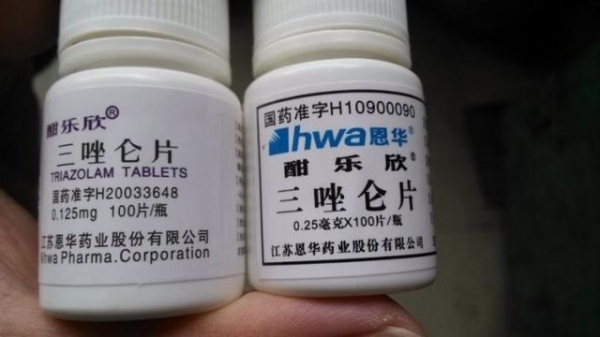 酣乐欣®
三唑仑片
TRIAZOLAM TABLETS
国药准字H20033648
0.125mg 100片/瓶
江苏恩华药业股份有限公司
Nhwa Pharma.Corporation
国药准字H10900090
hwa恩华
酣乐欣®
三唑仑片
0.25毫克X100片/瓶
江苏恩华药业股份有限公司